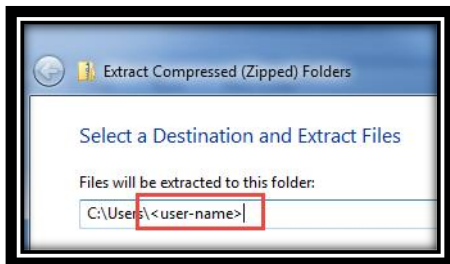 Extract Compressed (Zipped) Folders
Select a Destination and Extract Files
Files will be extracted to this folder:
C:\Users\<user-name>